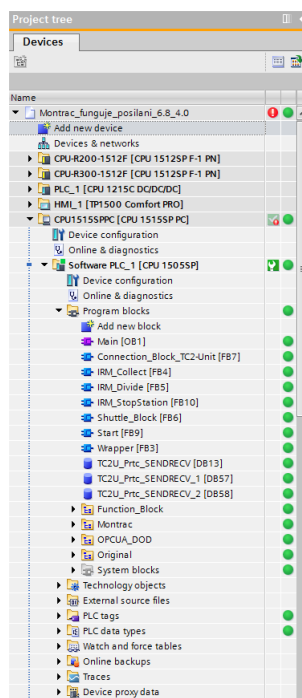 Project tree
Devices
Name
Montrac_funguje_posilani_6.8_4.0
Add new device
Devices & networks
CPU-R200-1512F [CPU 1512SP F-1 PN]
CPU-R300-1512F [CPU 1512SP F-1 PN]
PLC_1 [CPU 1215C DC/DC/DC]
HMI_1 [TP1500 Comfort PRO]
CPU1515SPPC [CPU 1515SP PC]
Device configuration
Online & diagnostics
Software PLC_1 [CPU 1505SP]
Device configuration
Online & diagnostics
Program blocks
Add new block
Main [OB1]
Connection_Block_TC2-Unit [FB7]
IRM_Collect [FB4]
IRM_Divide [FB5]
IRM_StopStation [FB10]
Shuttle_Block [FB6]
Start [FB9]
Wrapper [FB3]
TC2U_Prtc_SENDRECV [DB13]
TC2U_Prtc_SENDRECV_1 [DB57]
TC2U_Prtc_SENDRECV_2 [DB58]
Function_Block
Montrac
OPCUA_DOD
Original
System blocks
Technology objects
External source files
PLC tags
PLC data types
Watch and force tables
Online backups
Traces
Device proxy data